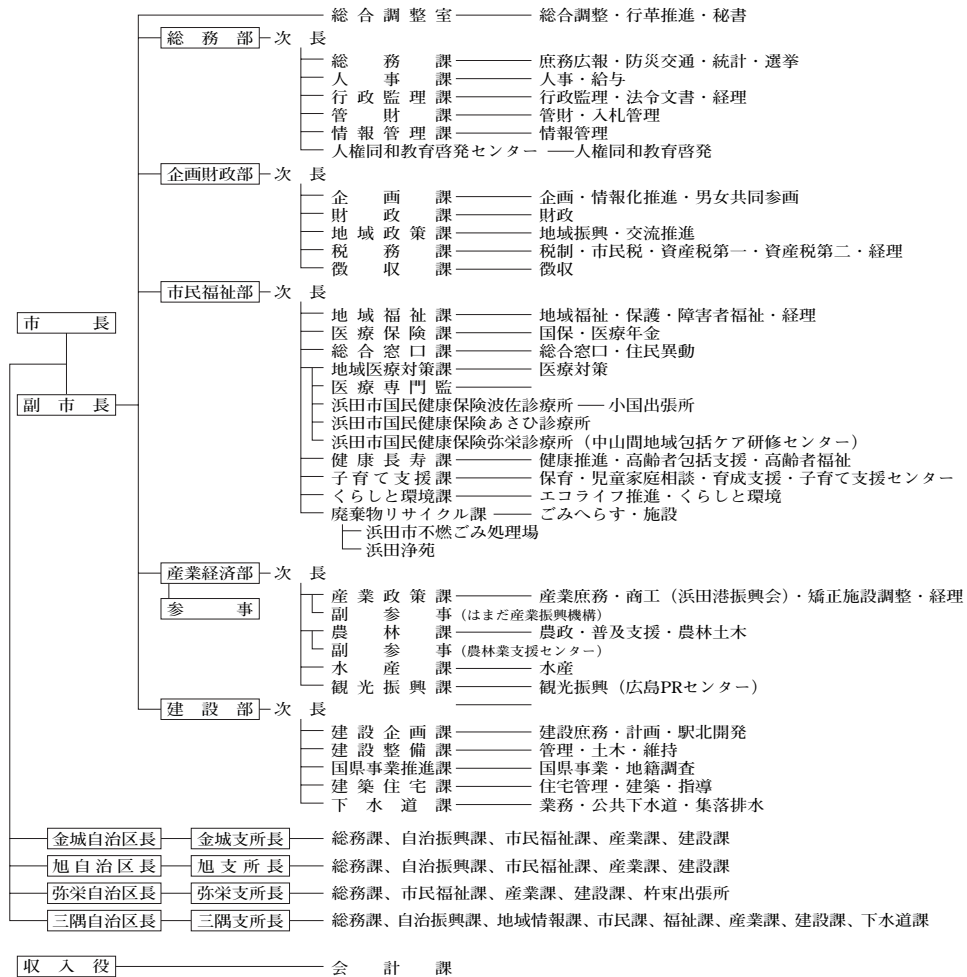 総合調整室 総合調整・行革推進・秘書
総務部 次長
総務課 庶務広報・防災交通・統計・選挙
人事課 人事・給与
行政監理課 行政監理・法令文書・経理
管財課 管財・入札管理
情報管理課 情報管理
人権同和教育啓発センター 人権同和教育啓発
企画財政部 次長
企画課 企画・情報化推進・男女共同参画
財政課 財政
地域政策課 地域振興・交流推進
税務課 税制・市民税・資産税第一・資産税第二・経理
徴収課 徴収
市民福祉部 次長
市長
地域福祉課 地域福祉・保護・障害者福祉・経理
医療保険課 国保・医療年金
総合窓口課 総合窓口・住民異動
地域医療対策課 医療対策
医療専門監
副市長
浜田市国民健康保険波佐診療所 小国出張所
浜田市国民健康保険あさひ診療所
浜田市国民健康保険弥栄診療所（中山間地域包括ケア研修センター）
健康長寿課 健康推進・高齢者包括支援・高齢者福祉
子育て支援課 保育・児童家庭相談・育成支援・子育て支援センター
くらしと環境課 エコライフ推進・くらしと環境
廃棄物リサイクル課 ごみへらす・施設
浜田市不燃ごみ処理場
浜田浄苑
産業経済部 次長
産業政策課 産業庶務・商工（浜田港振興会）・矯正施設調整・経理
参事
副参事（はまだ産業振興機構）
農林課 農政・普及支援・農林土木
副参事（農林業支援センター）
水産課 水産
観光振興課 観光振興（広島PRセンター）
建設部 次長
建設企画課 建設庶務・計画・駅北開発
建設整備課 管理・土木・維持
国県事業推進課 国県事業・地籍調査
建築住宅課 住宅管理・建築・指導
下水道課 業務・公共下水道・集落排水
金城自治区長 金城支所長 総務課、自治振興課、市民福祉課、産業課、建設課
旭自治区長 旭支所長 総務課、自治振興課、市民福祉課、産業課、建設課
弥栄自治区長 弥栄支所長 総務課、市民福祉課、産業課、建設課、杵束出張所
三隅自治区長 三隅支所長 総務課、自治振興課、地域情報課、市民課、福祉課、産業課、建設課、下水道課
収入役 会計課